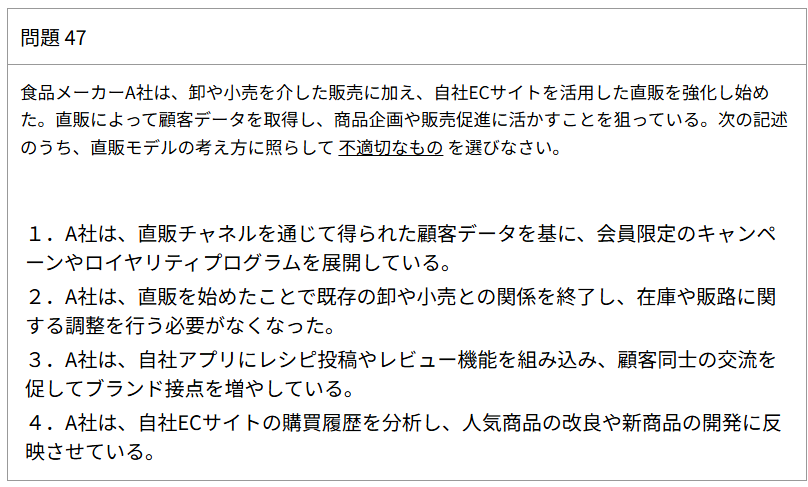 問題 47
食品メーカーA社は、卸や小売を介した販売に加え、自社ECサイトを活用した直販を強化し始め
た。直販によって顧客データを取得し、商品企画や販売促進に活かすことを狙っている。次の記述
のうち、直販モデルの考え方に照らして 不適切なもの を選びなさい。
１．A社は、直販チャネルを通じて得られた顧客データを基に、会員限定のキャンペ
ーンやロイヤリティプログラムを展開している。
２．A社は、直販を始めたことで既存の卸や小売との関係を終了し、在庫や販路に関
する調整を行う必要がなくなった。
３．A社は、自社アプリにレシピ投稿やレビュー機能を組み込み、顧客同士の交流を
促してブランド接点を増やしている。
４．A社は、自社ECサイトの購買履歴を分析し、人気商品の改良や新商品の開発に反
映させている。